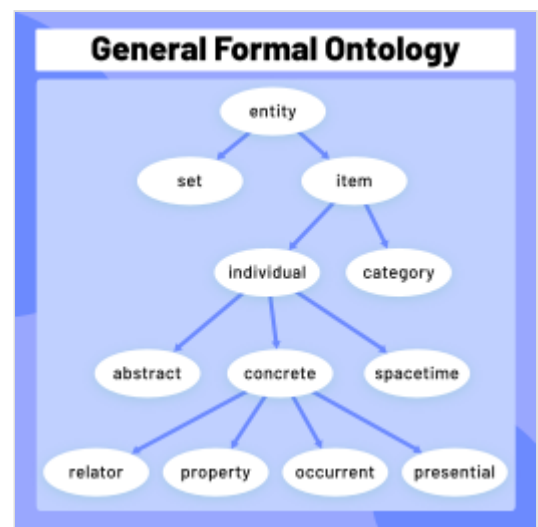 General Formal Ontology
entity
set item
individual category
abstract concrete spacetime
relator property occurrent presential